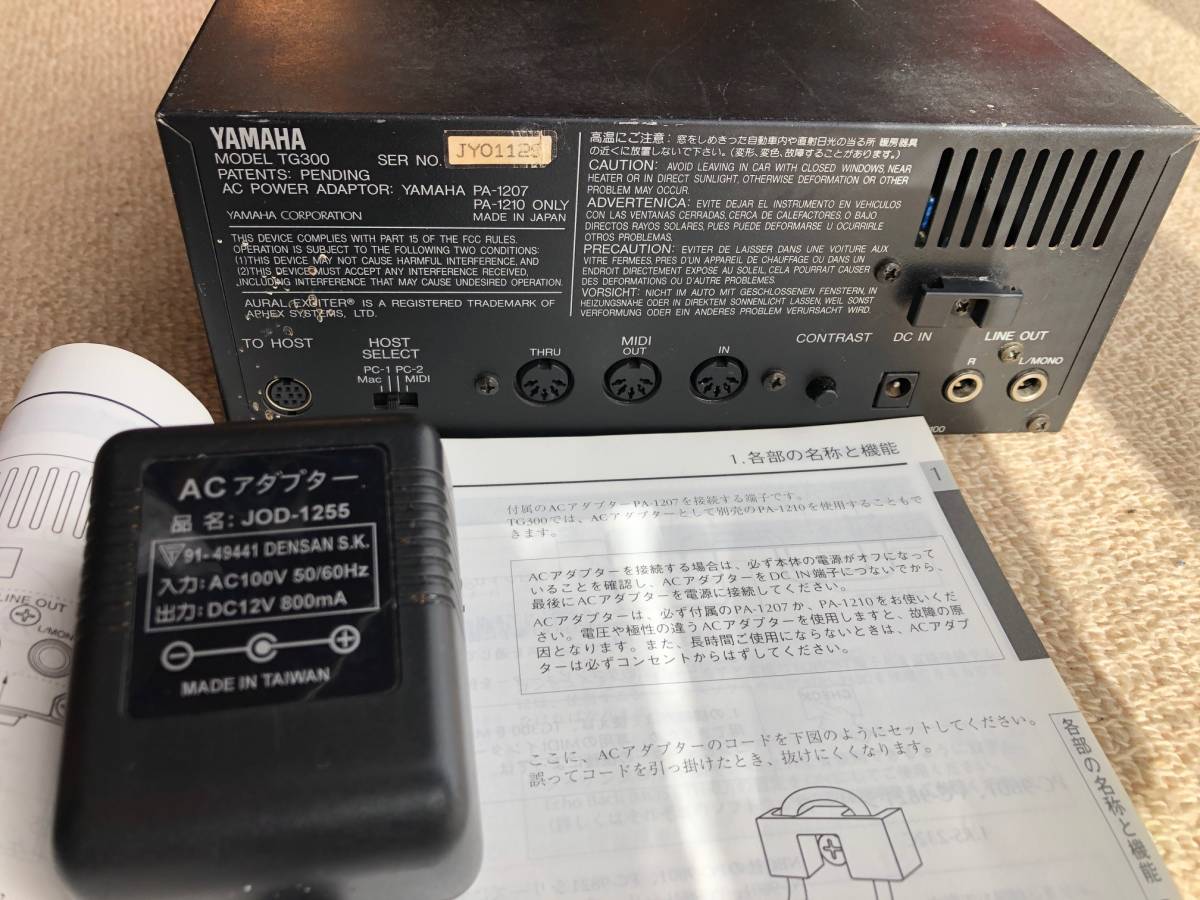 YAMAHA
MODEL TG300 SER NO. JY0112
PATENTS: PENDING
AC POWER ADAPTOR: YAMAHA PA-1207
PA-1210 ONLY
YAMAHA CORPORATION MADE IN JAPAN
THIS DEVICE COMPLIES WITH PART 15 OF THE FCC RULES.
OPERATION IS SUBJECT TO THE FOLLOWING TWO CONDITIONS:
(1)THIS DEVICE MAY NOT CAUSE HARMFUL INTERFERENCE, AND
(2)THIS DEVICE MUST ACCEPT ANY INTERFERENCE RECEIVED,
INCLUDING INTERFERENCE THAT MAY CAUSE UNDESIRED OPERATION.
AURAL EXCITER® IS A REGISTERED TRADEMARK OF
APHEX SYSTEMS, LTD.
高温にご注意:窓をしめきった自動車内や直射日光の当る所 暖房器具
の近くに放置しないで下さい。(変形、変色、故障することがあります。)
CAUTION: AVOID LEAVING IN CAR WITH CLOSED WINDOWS, NEAR
HEATER OR IN DIRECT SUNLIGHT, OTHERWISE DEFORMATION OR OTHER
PROBLEM MAY OCCUR.
ADVERTENCIA: EVITE DEJAR EL INSTRUMENTO EN VEHICULOS
CON LAS VENTANAS CERRADAS, CERCA DE CALEFACTORES, O BAJO
DIRECTOS RAYOS SOLARES, PUES PUEDE DEFORMARSE U OCURRIRLE
OTROS PROBLEMAS.
PRECAUTION: EVITER DE LAISSER DANS UNE VOITURE AUX
VITRE FERMEES, PRES D'UN APPAREIL DE CHAUFFAGE OU DANS UN
ENDROIT DIRECTEMENT EXPOSE AU SOLEIL, CELA POURRAIT CAUSER
DES DEFORMATIONS OU D'AUTRE PROBLEMES.
VORSICHT: NICHT IM AUTO MIT GESCHLOSSENEN FENSTERN, IN
HEIZUNGSNÄHE ODER IN DIREKTEM SONNENLICHT LASSEN, WEIL SONST
VERFORMUNG ODER EIN ANDERES PROBLEM VERURSACHT WIRD.
TO HOST
HOST
SELECT
PC-1 PC-2
Mac MIDI
MIDI
THRU OUT IN
CONTRAST DC IN LINE OUT
R L/MONO
ACアダプター
品 名: JOD-1255
91-49441 DENSAN S.K.
入力: AC100V 50/60Hz
出力: DC12V 800mA
MADE IN TAIWAN
LINE OUT
L/MONO
1.各部の名称と機能
1
付属のACアダプターPA-1207を接続する端子です。
TG300では、ACアダプターとして別売のPA-1210を使用することもで
きます。
ACアダプターを接続する場合は、必ず本体の電源がオフになって
いることを確認し、ACアダプターをDC IN端子につないでから、
最後にACアダプターを電源に接続してください。
ACアダプターは、必ず付属のPA-1207か、PA-1210をお使いくだ
さい。電圧や極性の違うACアダプターを使用しますと、故障の原
因となります。また、長時間ご使用にならないときは、ACアダプ
ターは必ずコンセントからはずしてください。
ここに、ACアダプターのコードを下図のようにセットしてください。
誤ってコードを引っ掛けたとき、抜けにくくなります。
各部の名称と機能